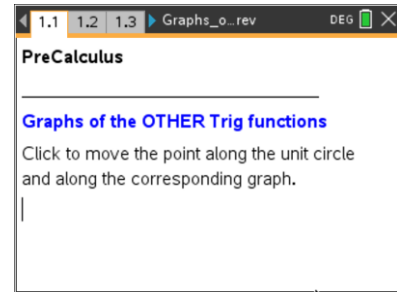 1.1 1.2 1.3 Graphs_o...rev DEG
PreCalculus
Graphs of the OTHER Trig functions
Click to move the point along the unit circle
and along the corresponding graph.